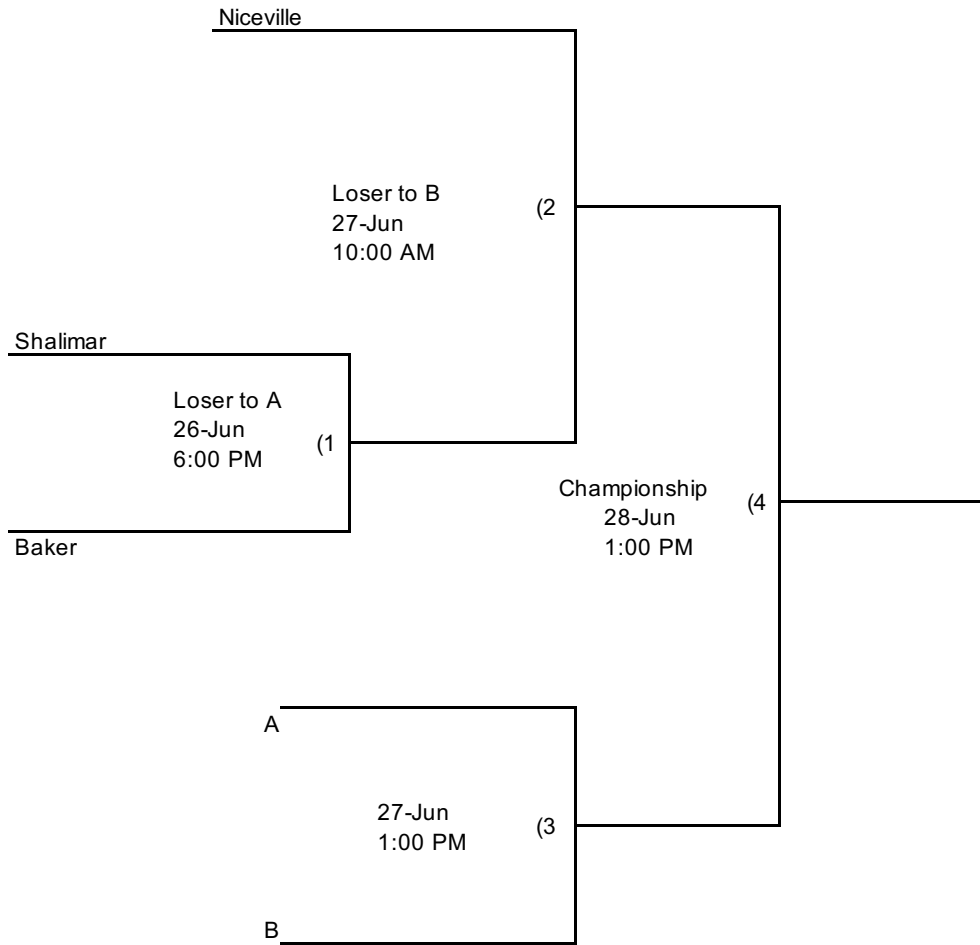 Niceville
Loser to B
27-Jun
10:00 AM
(2
Shalimar
Loser to A
26-Jun
6:00 PM
(1
Baker
Championship
28-Jun
1:00 PM
(4
A
27-Jun
1:00 PM
(3
B